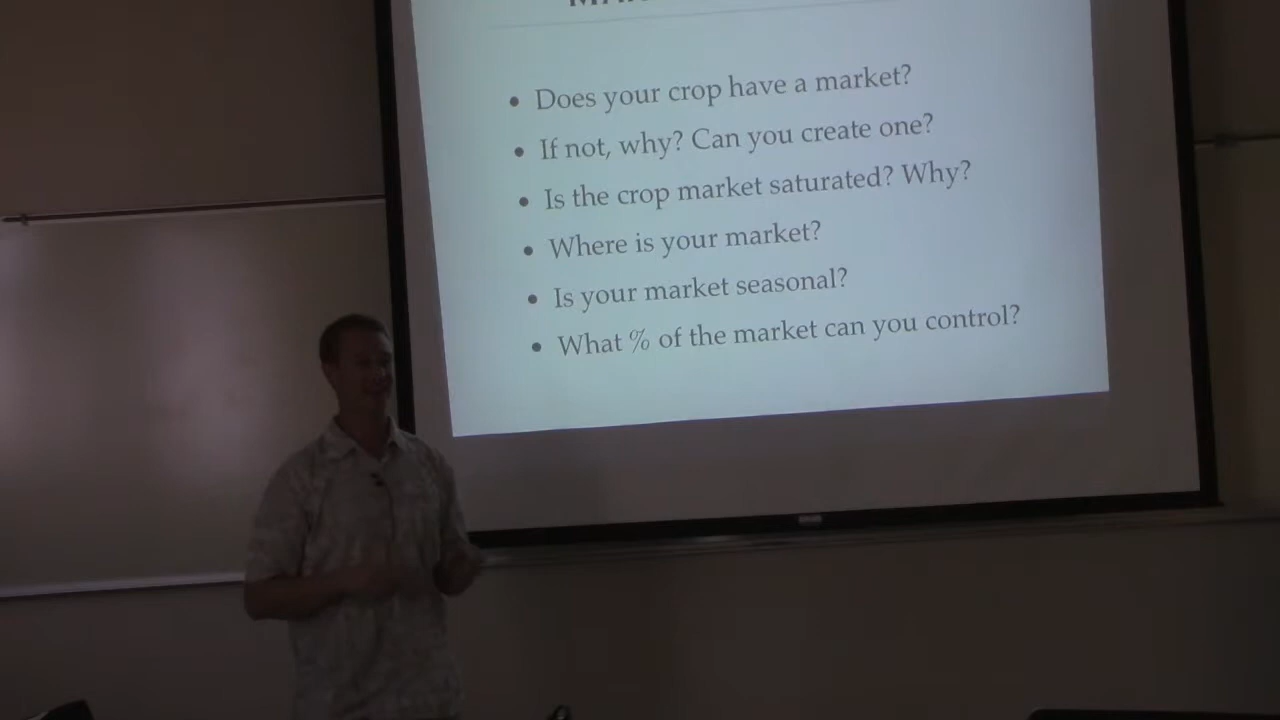 • Does your crop have a market?
• If not, why? Can you create one?
• Is the crop market saturated? Why?
• Where is your market?
• Is your market seasonal?
• What % of the market can you control?